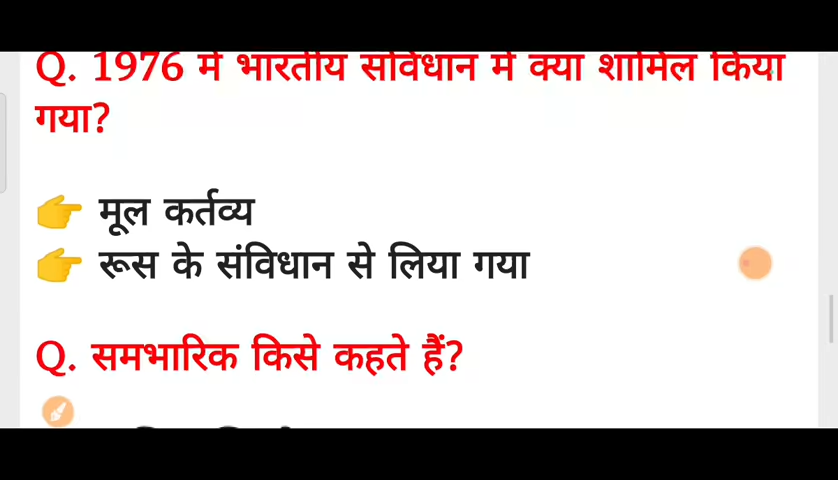 Q. 1976 में भारतीय संविधान में क्या शामिल किया
गया?
👉 मूल कर्तव्य
👉 रूस के संविधान से लिया गया
Q. समभारिक किसे कहते हैं?